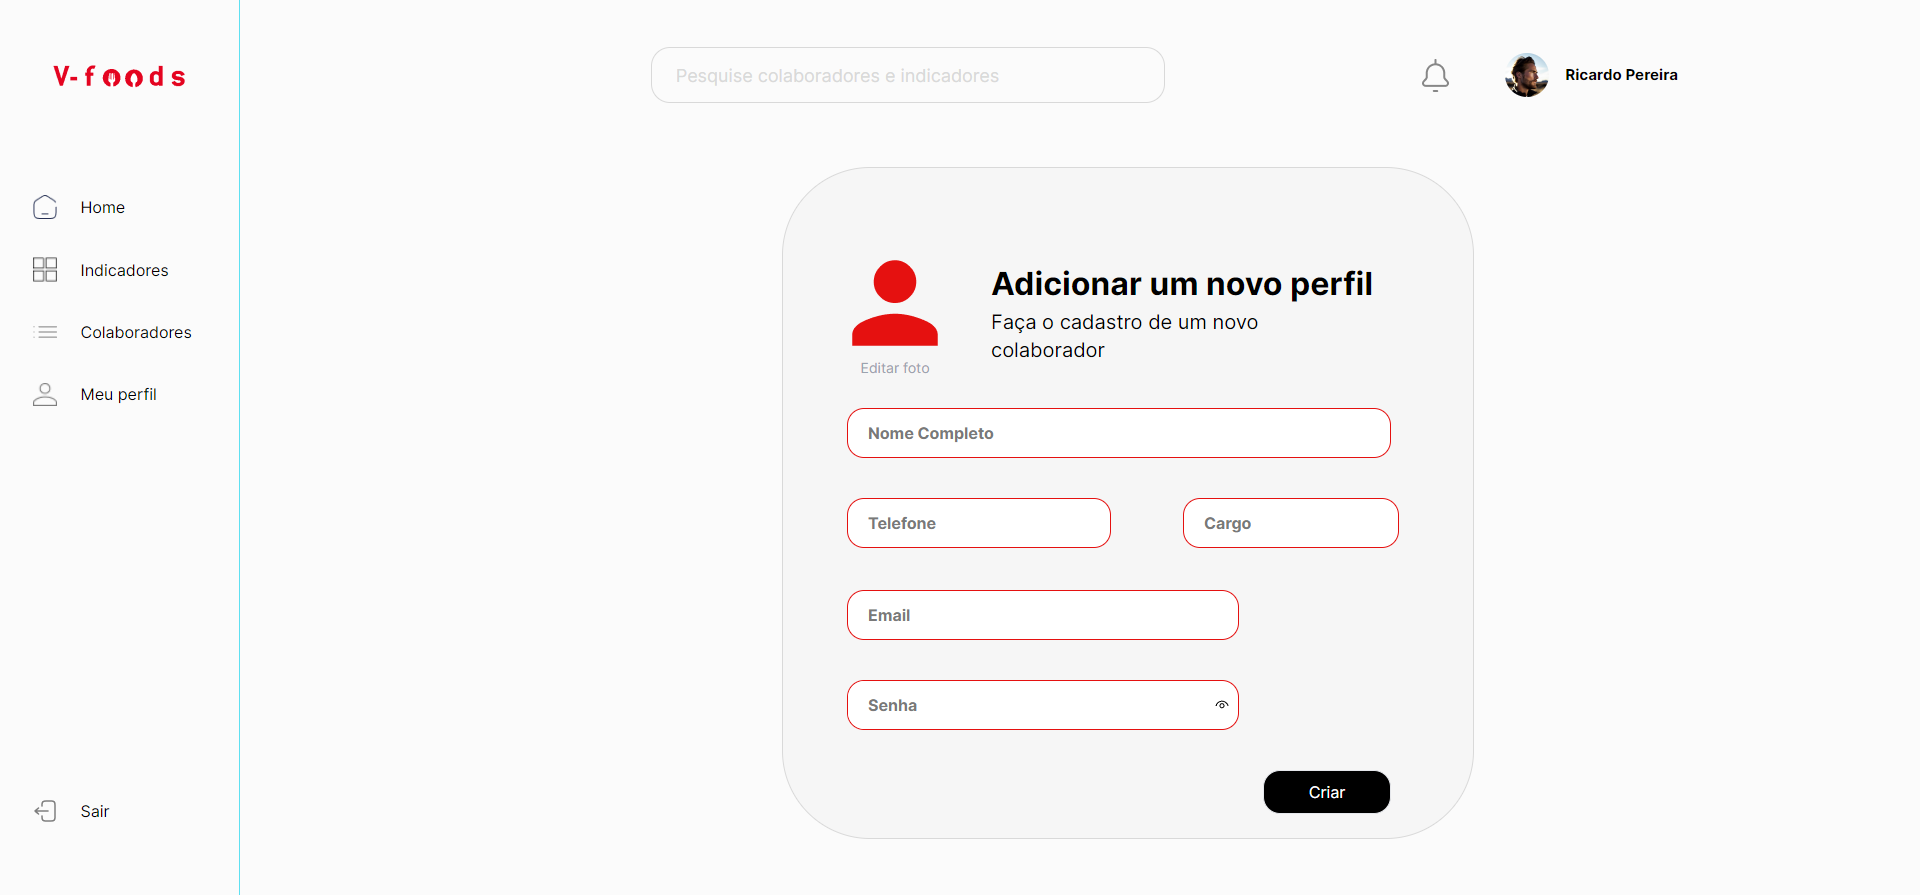 V-foods
Pesquise colaboradores e indicadores
Ricardo Pereira
Home
Indicadores
Colaboradores
Meu perfil
Sair
Adicionar um novo perfil
Faça o cadastro de um novo
colaborador
Editar foto
Nome Completo
Telefone
Cargo
Email
Senha
Criar